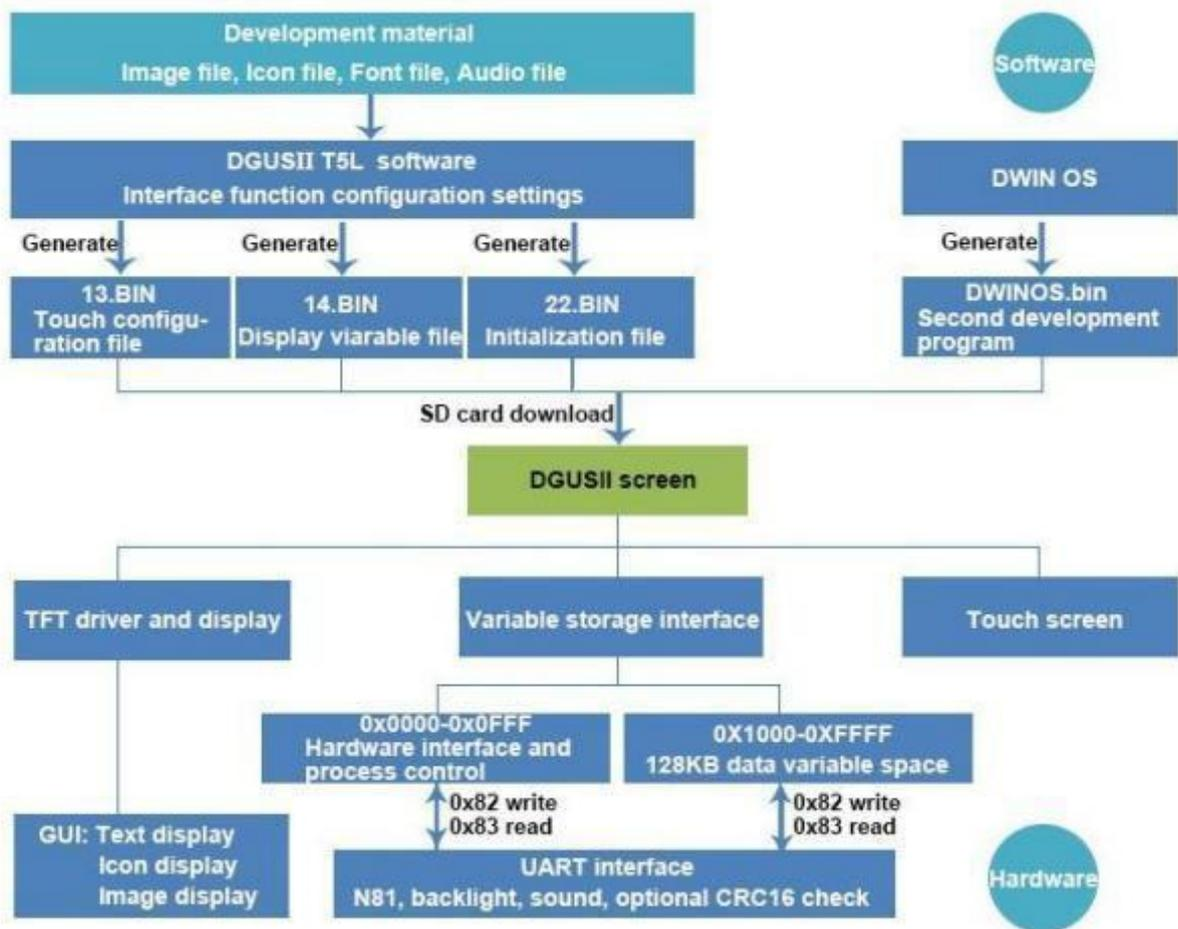 Development material
Image file, Icon file, Font file, Audio file
Software
DGUSII T5L software
Interface function configuration settings
DWIN OS
Generate
Generate
Generate
Generate
13.BIN
Touch configu-
ration file
14.BIN
Display viarable file
22.BIN
Initialization file
DWINOS.bin
Second development
program
SD card download
DGUSII screen
TFT driver and display
Variable storage interface
Touch screen
0x0000-0x0FFF
Hardware interface and
process control
0X1000-0XFFFF
128KB data variable space
0x82 write
0x83 read
0x82 write
0x83 read
GUI: Text display
Icon display
Image display
UART interface
N81, backlight, sound, optional CRC16 check
Hardware